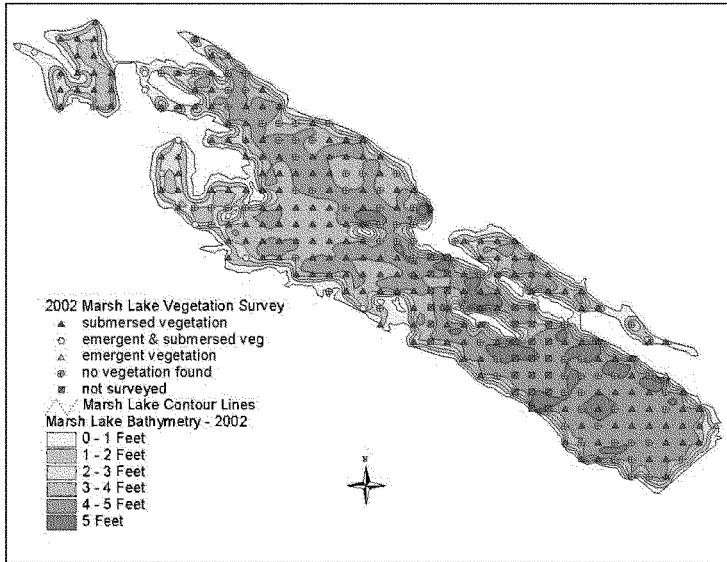 2002 Marsh Lake Vegetation Survey
submersed vegetation
emergent & submersed veg
emergent vegetation
no vegetation found
not surveyed
Marsh Lake Contour Lines
Marsh Lake Bathymetry - 2002
0 - 1 Feet
1 - 2 Feet
2 - 3 Feet
3 - 4 Feet
4 - 5 Feet
5 Feet